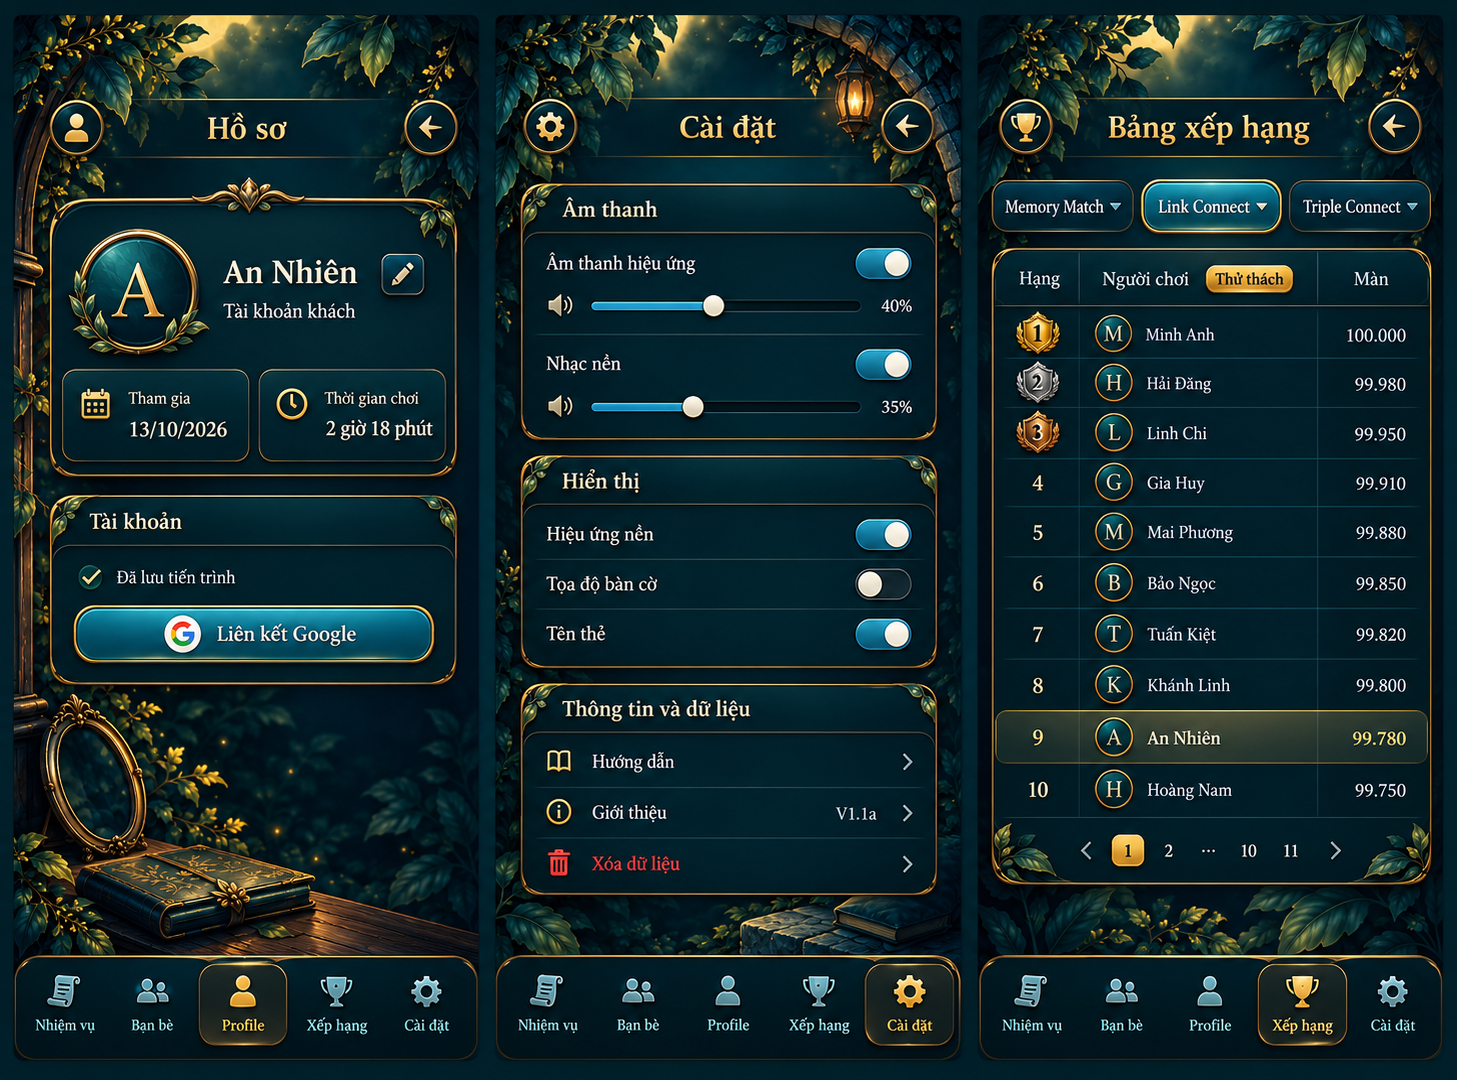 Hồ sơ
A
An Nhiên
Tài khoản khách
Tham gia
13/10/2026
Thời gian chơi
2 giờ 18 phút
Tài khoản
Đã lưu tiến trình
G Liên kết Google
Nhiệm vụ
Bạn bè
Profile
Xếp hạng
Cài đặt
Cài đặt
Âm thanh
Âm thanh hiệu ứng
40%
Nhạc nền
35%
Hiển thị
Hiệu ứng nền
Tọa độ bàn cờ
Tên thẻ
Thông tin và dữ liệu
Hướng dẫn
Giới thiệu V1.1a
Xóa dữ liệu
Nhiệm vụ
Bạn bè
Profile
Xếp hạng
Cài đặt
Bảng xếp hạng
Memory Match
Link Connect
Triple Connect
Hạng Người chơi Thử thách Màn
1 M Minh Anh 100.000
2 H Hải Đăng 99.980
3 L Linh Chi 99.950
4 G Gia Huy 99.910
5 M Mai Phương 99.880
6 B Bảo Ngọc 99.850
7 T Tuấn Kiệt 99.820
8 K Khánh Linh 99.800
9 A An Nhiên 99.780
10 H Hoàng Nam 99.750
1 2 ... 10 11
Nhiệm vụ
Bạn bè
Profile
Xếp hạng
Cài đặt